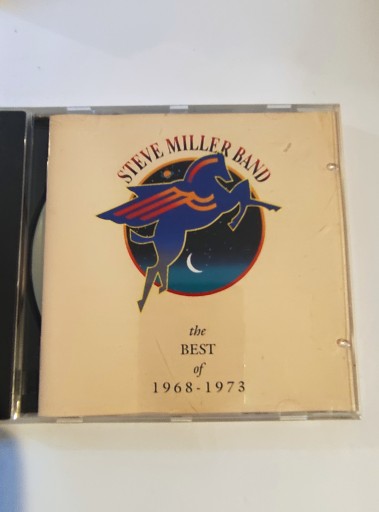 STEVE MILLER BAND
the
BEST
of
1968-1973